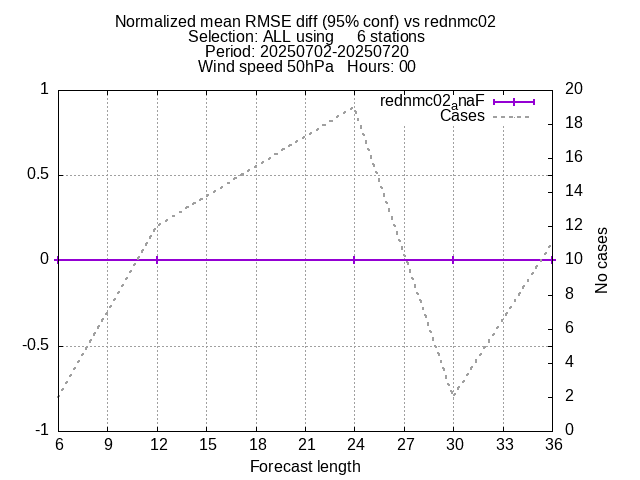 Normalized mean RMSE diff (95% conf) vs rednmc02
Selection: ALL using     6 stations
Period: 20250702-20250720
Wind speed 50hPa   Hours: 00
rednmc02anaF
Cases
1
0.5
0
-0.5
-1
20
18
16
14
12
10
8
6
4
2
0
No cases
6 9 12 15 18 21 24 27 30 33 36
Forecast length